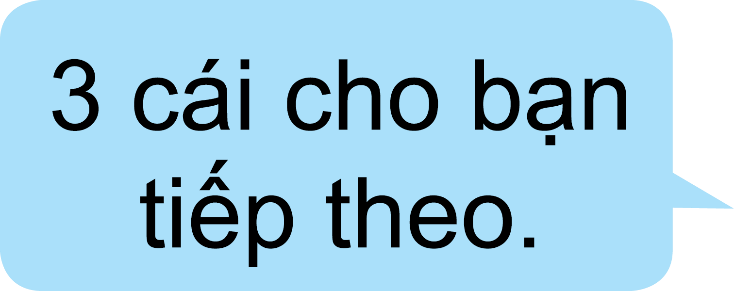 3 cái cho bạn
tiếp theo.